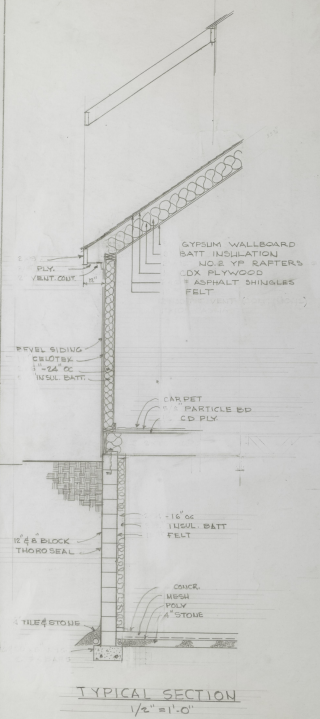 GYPSUM WALLBOARD
BATT INSULATION
NO.2 YP RAFTERS
CDX PLYWOOD
ASPHALT SHINGLES
FELT
PLY.
VENT. CONT.
11"
BEVEL SIDING
CELOTEX
-24" OC
INSUL BATT.
CARPET
PARTICLE BD
CD PLY.
-16" OC
INSUL. BATT
FELT
12" & 8" BLOCK
THOROSEAL
CONCR.
MESH
POLY
4" STONE
TILE & STONE
TYPICAL SECTION
1/2" = 1'-0"